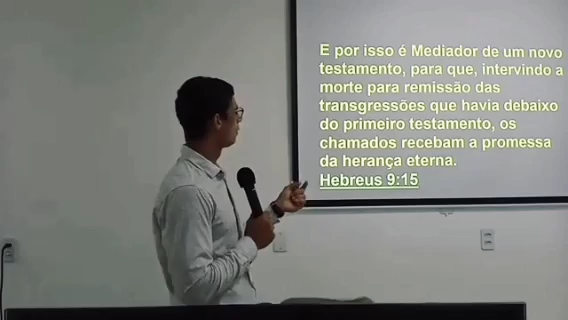 E por isso é Mediador de um novo
testamento, para que, intervindo a
morte para remissão das
transgressões que havia debaixo
do primeiro testamento, os
chamados recebam a promessa
da herança eterna.
Hebreus 9:15